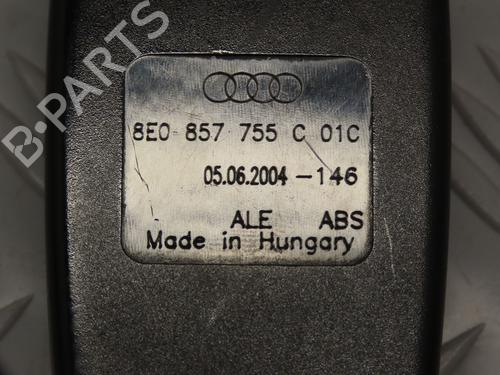 B-PARTS
8E0 857 755 C 01C
05.06.2004 -146
ALE ABS
Made in Hungary